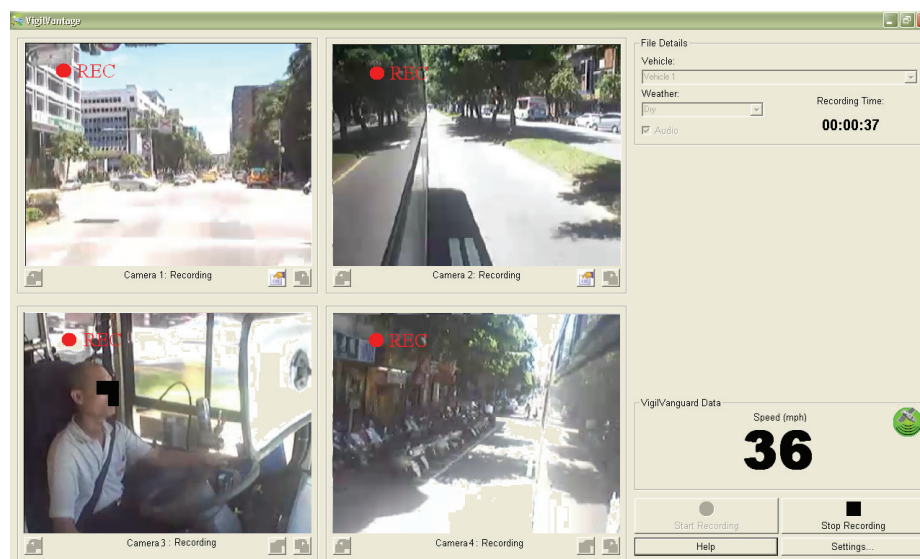 VigilVantage
REC
Camera 1: Recording
REC
Camera 2: Recording
REC
Camera 3 : Recording
REC
Camera 4 : Recording
File Details
Vehicle:
Vehicle 1
Weather:
Dry
Audio
Recording Time:
00:00:37
VigilVanguard Data
Speed (mph)
36
Start Recording
Stop Recording
Help
Settings...